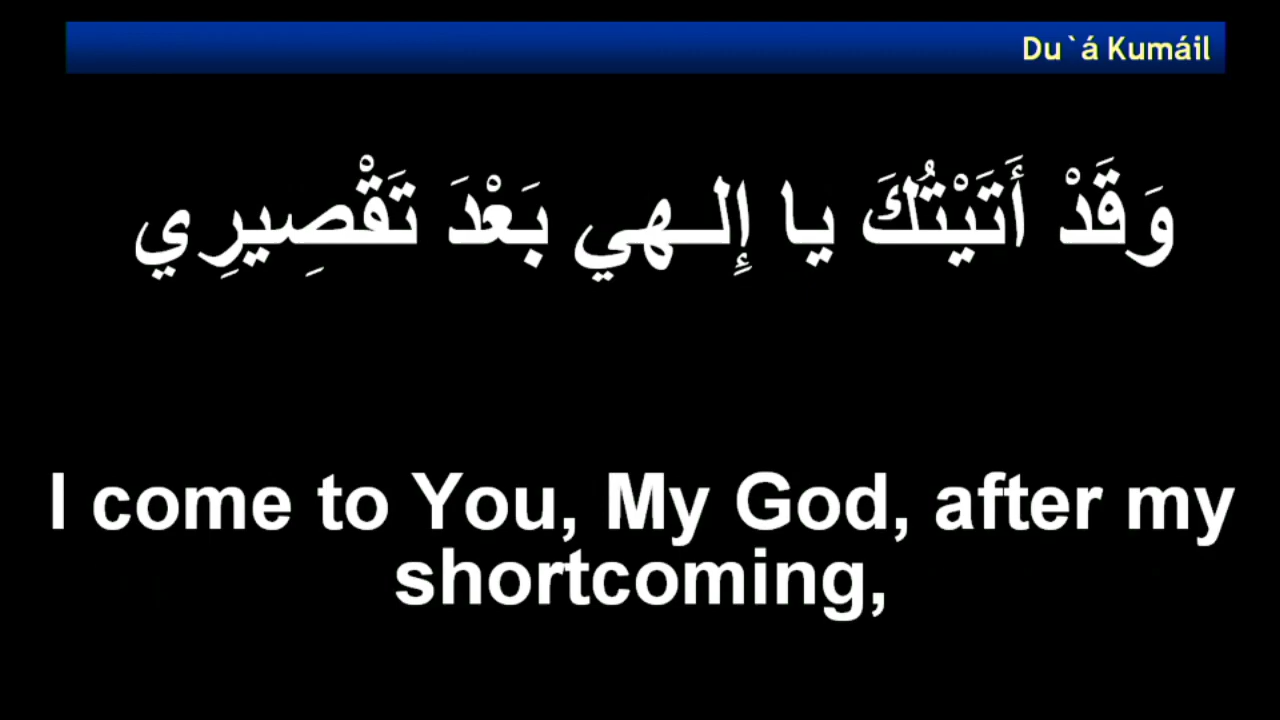 Du`á Kumáil
وَقَدْ أَتَيْتُكَ يا إِلـهي بَعْدَ تَقْصِيرِي
I come to You, My God, after my
shortcoming,